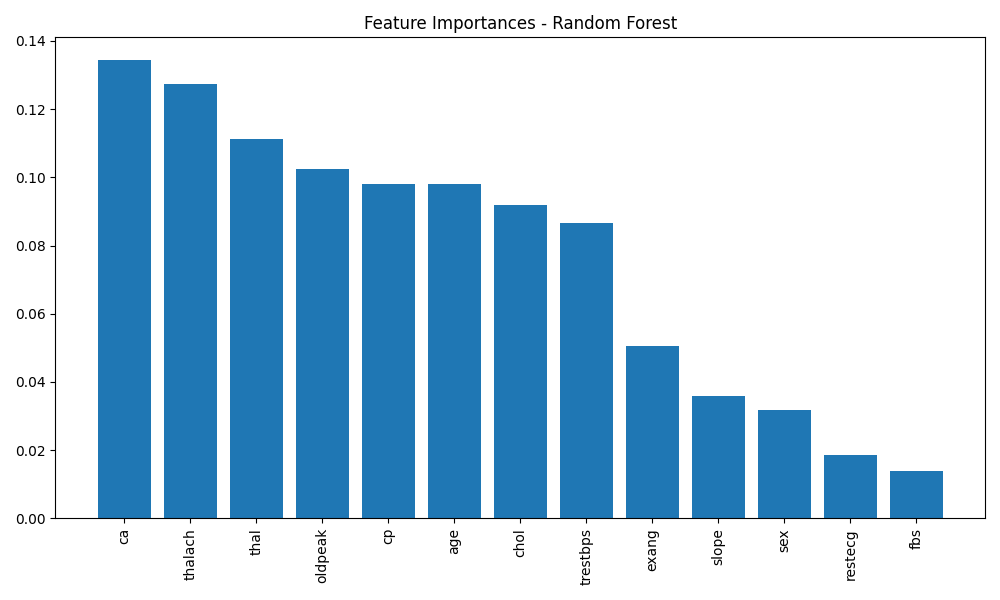 Feature Importances - Random Forest
0.14
0.12
0.10
0.08
0.06
0.04
0.02
0.00
ca
thalach
thal
oldpeak
cp
age
chol
trestbps
exang
slope
sex
restecg
fbs